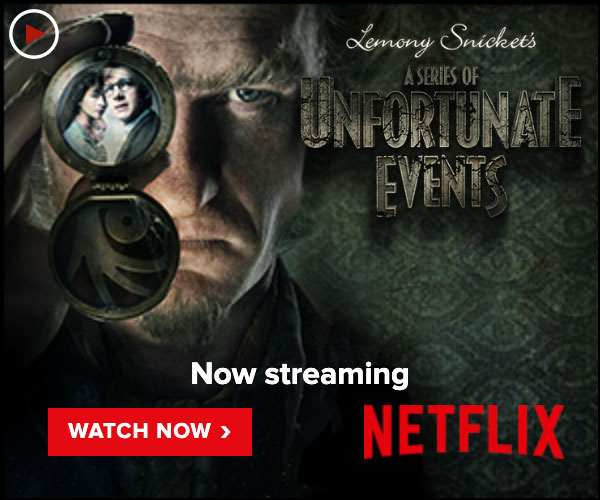 Lemony Snicket's
A SERIES OF
UNFORTUNATE
EVENTS
Now streaming
WATCH NOW ›
NETFLIX